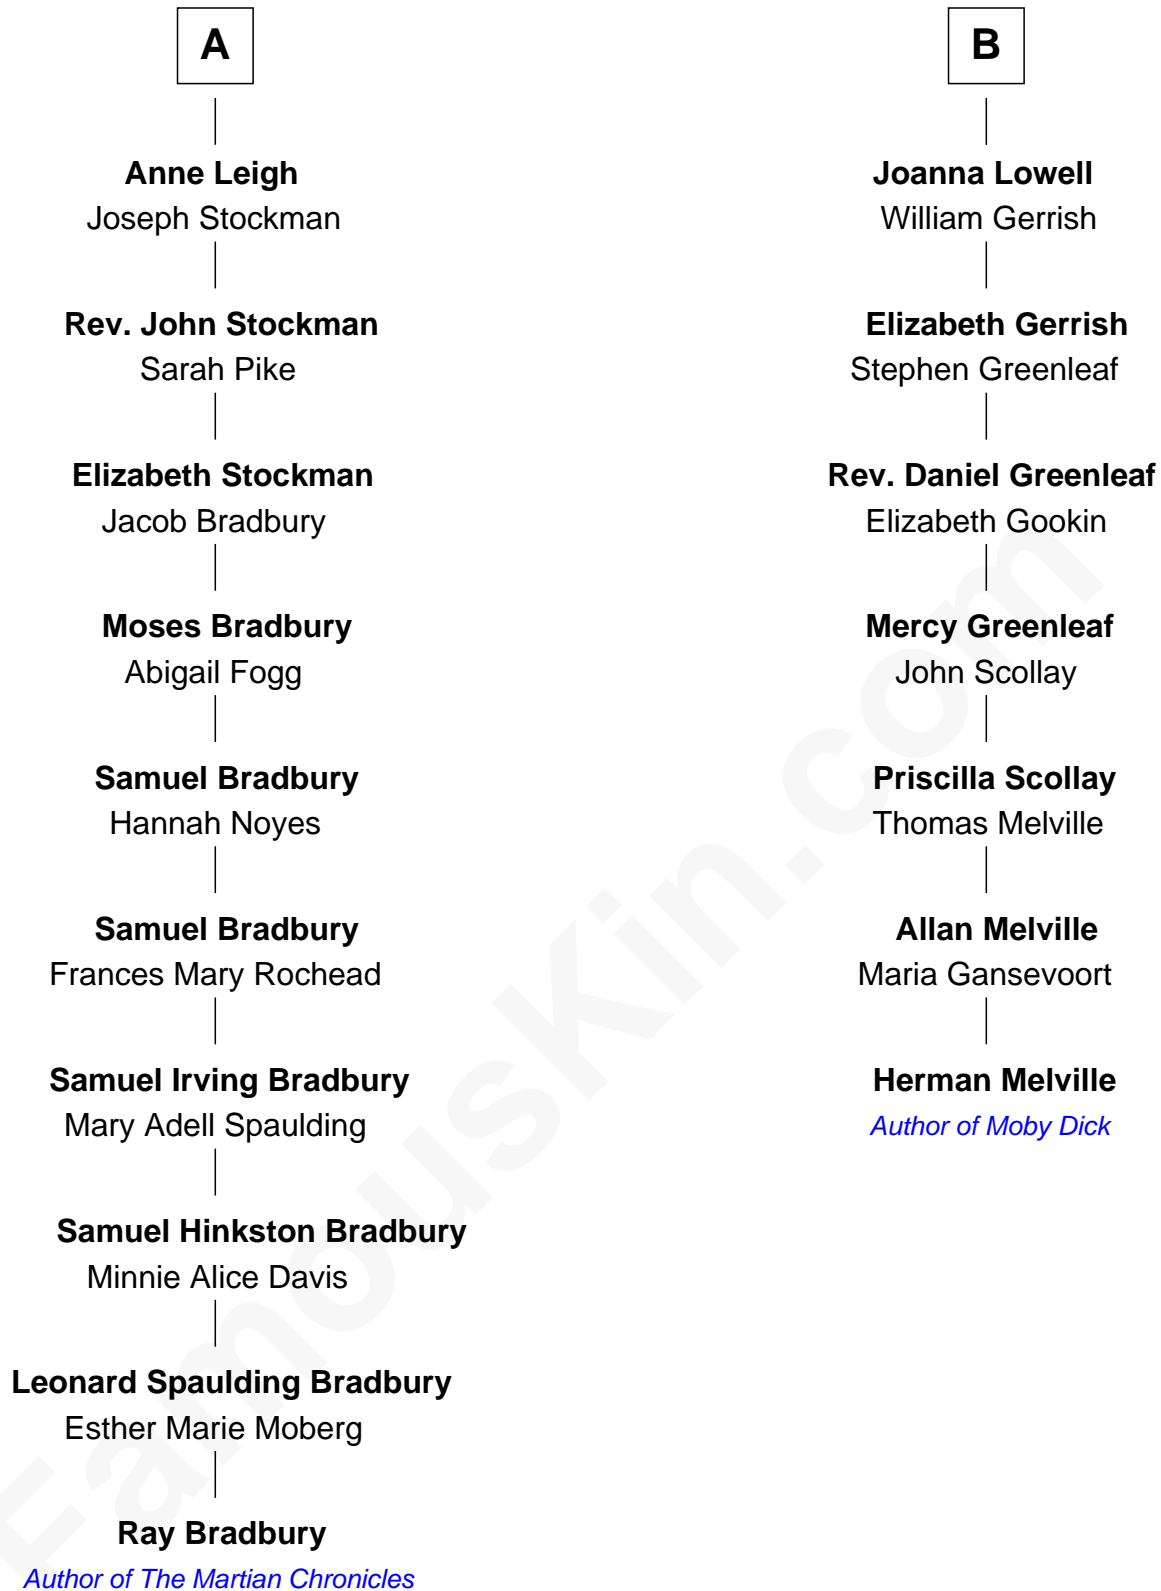 A
Anne Leigh
Joseph Stockman
Rev. John Stockman
Sarah Pike
Elizabeth Stockman
Jacob Bradbury
Moses Bradbury
Abigail Fogg
Samuel Bradbury
Hannah Noyes
Samuel Bradbury
Frances Mary Rochead
Samuel Irving Bradbury
Mary Adell Spaulding
Samuel Hinkston Bradbury
Minnie Alice Davis
Leonard Spaulding Bradbury
Esther Marie Moberg
Ray Bradbury
Author of The Martian Chronicles
B
Joanna Lowell
William Gerrish
Elizabeth Gerrish
Stephen Greenleaf
Rev. Daniel Greenleaf
Elizabeth Gookin
Mercy Greenleaf
John Scollay
Priscilla Scollay
Thomas Melville
Allan Melville
Maria Gansevoort
Herman Melville
Author of Moby Dick
FamousKin.com